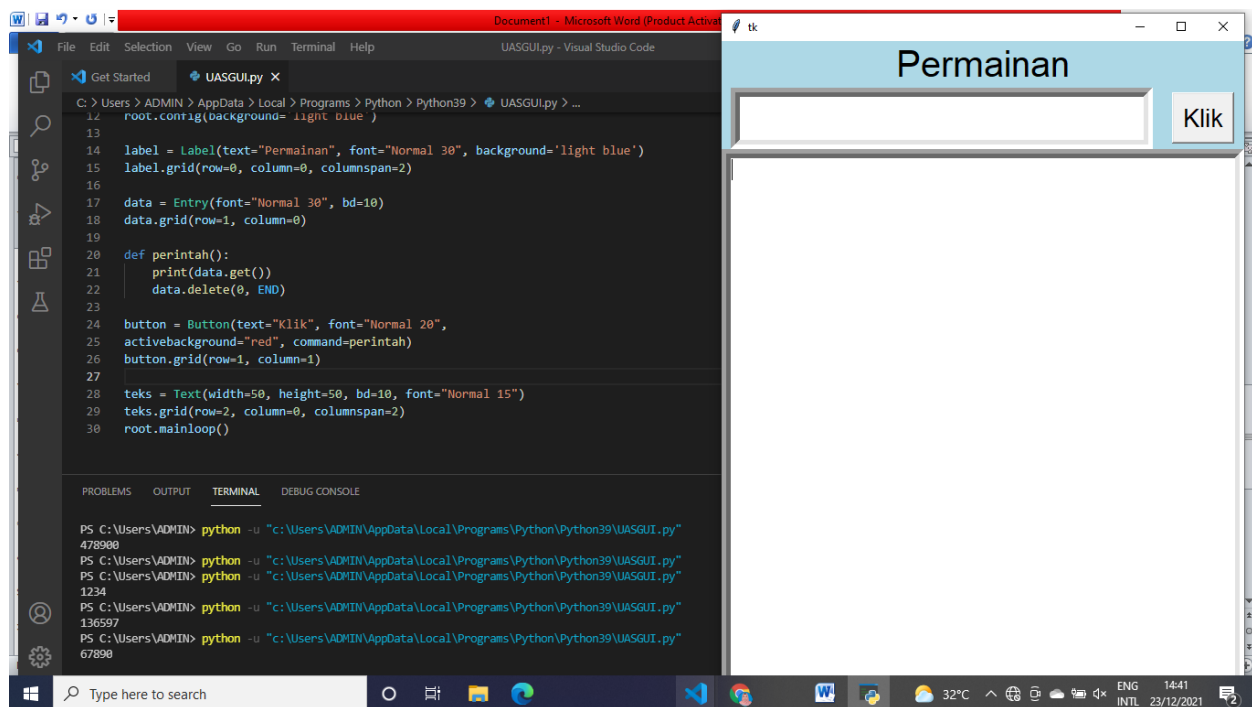 Document1 - Microsoft Word (Product Activat
File Edit Selection View Go Run Terminal Help
UASGUI.py - Visual Studio Code
Get Started
UASGUI.py
C: > Users > ADMIN > AppData > Local > Programs > Python > Python39 > UASGUI.py > ...
12 root.config(background='light blue')
13
14 label = Label(text="Permainan", font="Normal 30", background='light blue')
15 label.grid(row=0, column=0, columnspan=2)
16
17 data = Entry(font="Normal 30", bd=10)
18 data.grid(row=1, column=0)
19
20 def perintah():
21     print(data.get())
22     data.delete(0, END)
23
24 button = Button(text="Klik", font="Normal 20",
25 activebackground="red", command=perintah)
26 button.grid(row=1, column=1)
27
28 teks = Text(width=50, height=50, bd=10, font="Normal 15")
29 teks.grid(row=2, column=0, columnspan=2)
30 root.mainloop()
PROBLEMS OUTPUT TERMINAL DEBUG CONSOLE
PS C:\Users\ADMIN> python -u "c:\Users\ADMIN\AppData\Local\Programs\Python\Python39\UASGUI.py"
478900
PS C:\Users\ADMIN> python -u "c:\Users\ADMIN\AppData\Local\Programs\Python\Python39\UASGUI.py"
PS C:\Users\ADMIN> python -u "c:\Users\ADMIN\AppData\Local\Programs\Python\Python39\UASGUI.py"
1234
PS C:\Users\ADMIN> python -u "c:\Users\ADMIN\AppData\Local\Programs\Python\Python39\UASGUI.py"
136597
PS C:\Users\ADMIN> python -u "c:\Users\ADMIN\AppData\Local\Programs\Python\Python39\UASGUI.py"
67890
tk
Permainan
Klik
Type here to search
32°C
ENG
INTL
14:41
23/12/2021
2